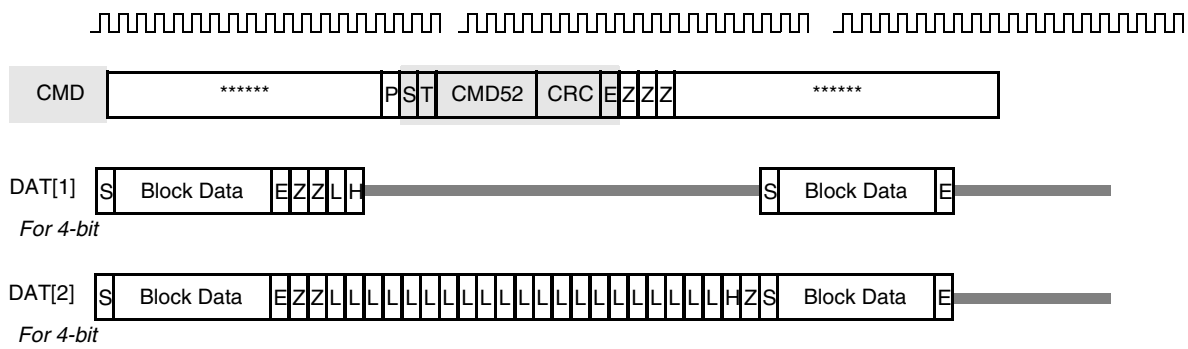 CMD ****** P S T CMD52 CRC E Z Z Z ******
DAT[1] S Block Data E Z Z L H S Block Data E
For 4-bit
DAT[2] S Block Data E Z Z L L L L L L L L L L L L L L L L L L L L L H Z S Block Data E
For 4-bit